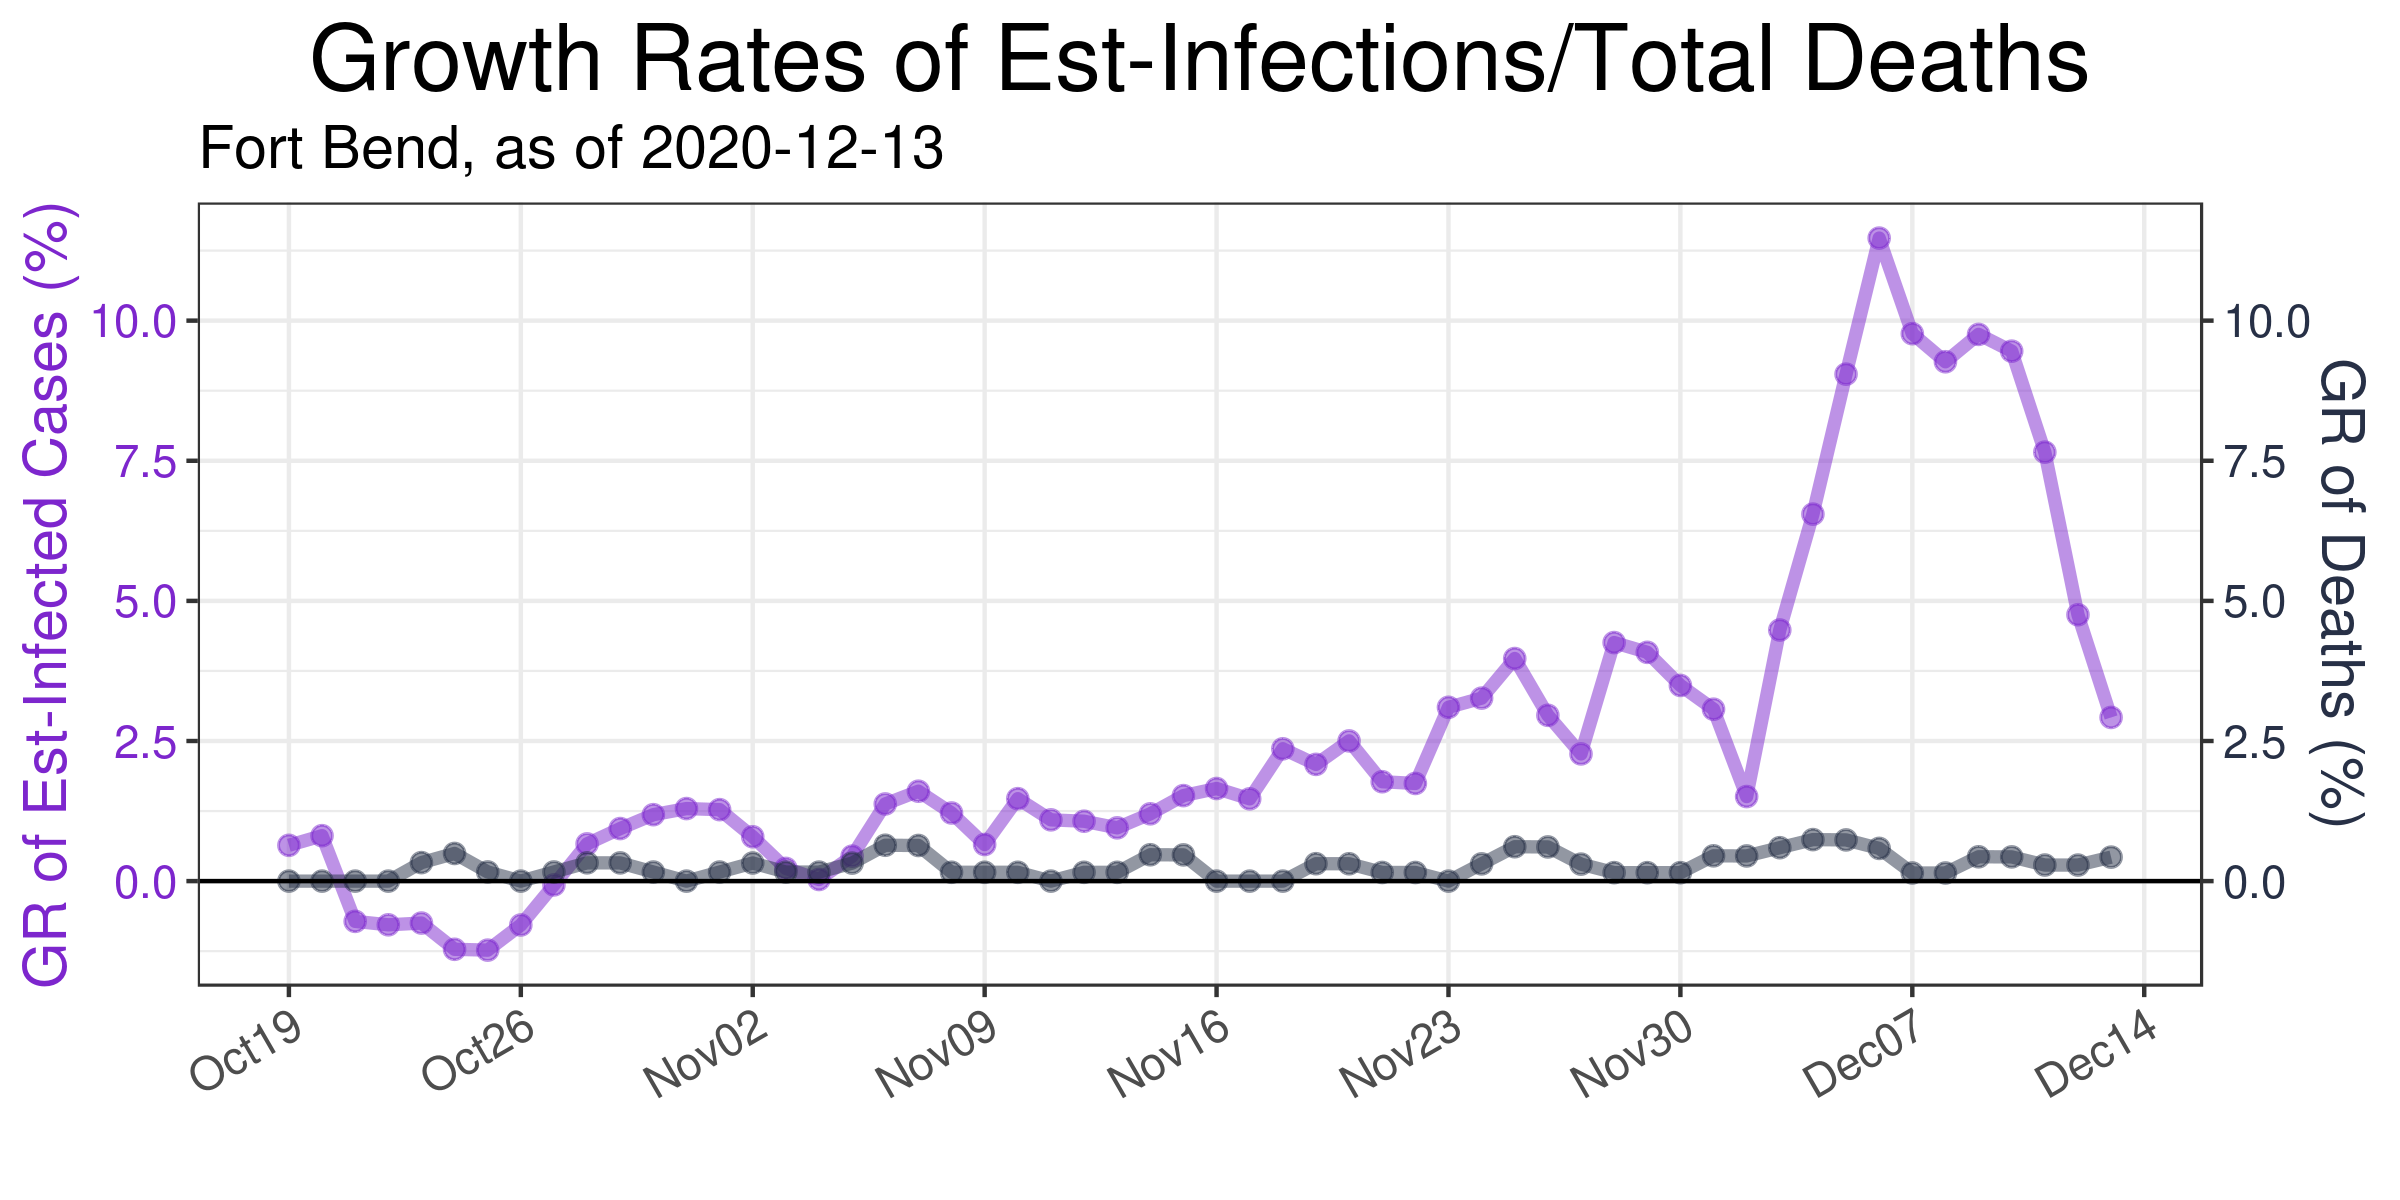 Growth Rates of Est-Infections/Total Deaths
Fort Bend, as of 2020-12-13
GR of Est-Infected Cases (%)
10.0
7.5
5.0
2.5
0.0
10.0
7.5
5.0
2.5
0.0
GR of Deaths (%)
Oct19
Oct26
Nov02
Nov09
Nov16
Nov23
Nov30
Dec07
Dec14